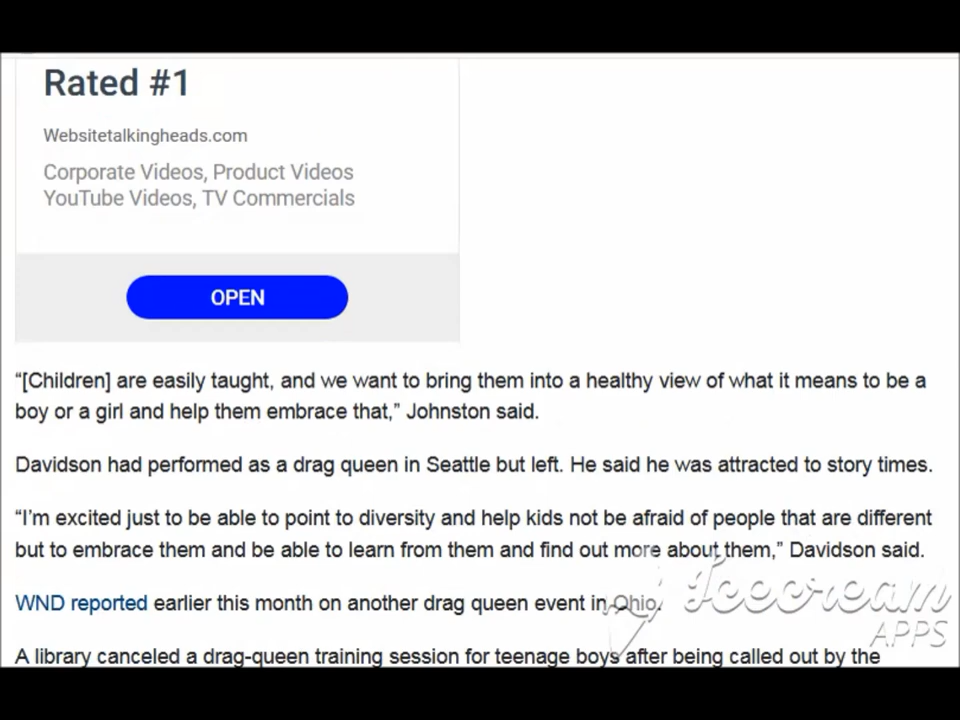 Rated #1
Websitetalkingheads.com
Corporate Videos, Product Videos
YouTube Videos, TV Commercials
OPEN
“[Children] are easily taught, and we want to bring them into a healthy view of what it means to be a
boy or a girl and help them embrace that,” Johnston said.
Davidson had performed as a drag queen in Seattle but left. He said he was attracted to story times.
“I’m excited just to be able to point to diversity and help kids not be afraid of people that are different
but to embrace them and be able to learn from them and find out more about them,” Davidson said.
WND reported earlier this month on another drag queen event in Ohio.
A library canceled a drag-queen training session for teenage boys after being called out by the
Icecream
APPS